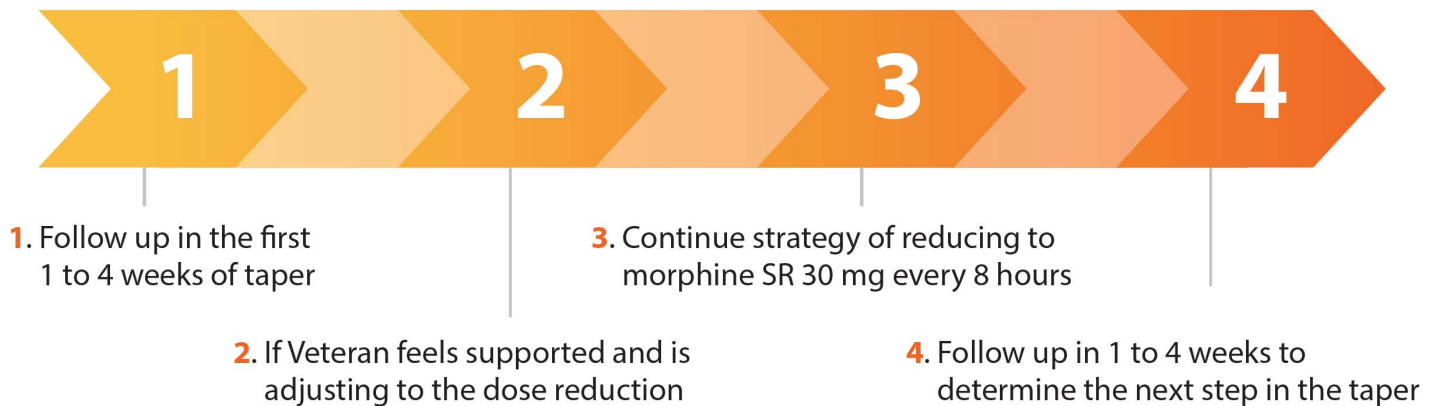 1
2
3
4
1. Follow up in the first
1 to 4 weeks of taper
2. If Veteran feels supported and is
adjusting to the dose reduction
3. Continue strategy of reducing to
morphine SR 30 mg every 8 hours
4. Follow up in 1 to 4 weeks to
determine the next step in the taper